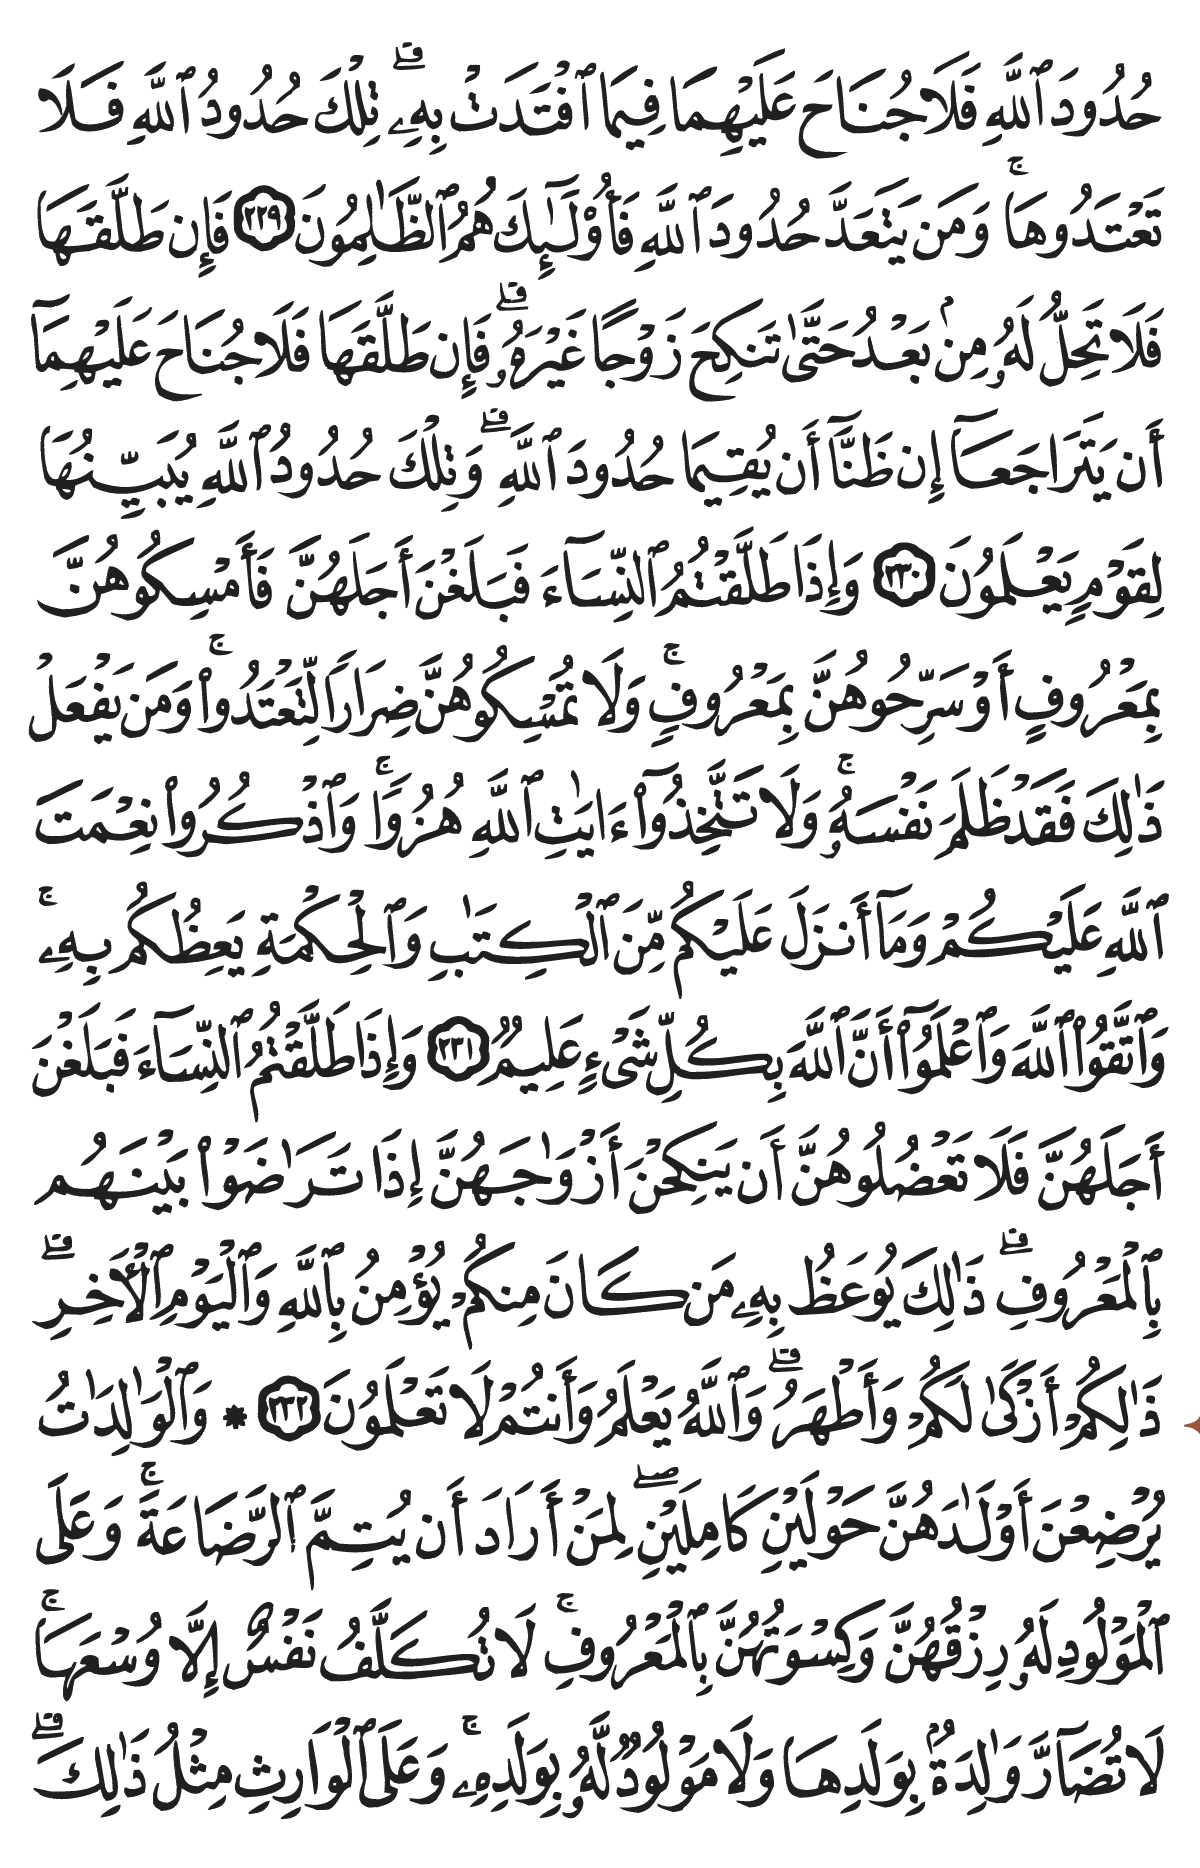 حُدُودَ ٱللَّهِ فَلَا جُنَاحَ عَلَيْهِمَا فِيمَا ٱفْتَدَتْ بِهِۦۗ تِلْكَ حُدُودُ ٱللَّهِ فَلَا
تَعْتَدُوهَاۚ وَمَن يَتَعَدَّ حُدُودَ ٱللَّهِ فَأُو۟لَـٰٓئِكَ هُمُ ٱلظَّـٰلِمُونَ ٢٢٩ فَإِن طَلَّقَهَا
فَلَا تَحِلُّ لَهُۥ مِنۢ بَعْدُ حَتَّىٰ تَنكِحَ زَوْجًا غَيْرَهُۥۗ فَإِن طَلَّقَهَا فَلَا جُنَاحَ عَلَيْهِمَآ
أَن يَتَرَاجَعَآ إِن ظَنَّآ أَن يُقِيمَا حُدُودَ ٱللَّهِۗ وَتِلْكَ حُدُودُ ٱللَّهِ يُبَيِّنُهَا
لِقَوْمٍ يَعْلَمُونَ ٢٣٠ وَإِذَا طَلَّقْتُمُ ٱلنِّسَآءَ فَبَلَغْنَ أَجَلَهُنَّ فَأَمْسِكُوهُنَّ
بِمَعْرُوفٍ أَوْ سَرِّحُوهُنَّ بِمَعْرُوفٍۚ وَلَا تُمْسِكُوهُنَّ ضِرَارًا لِّتَعْتَدُوا۟ۚ وَمَن يَفْعَلْ
ذَٰلِكَ فَقَدْ ظَلَمَ نَفْسَهُۥۚ وَلَا تَتَّخِذُوٓا۟ ءَايَـٰتِ ٱللَّهِ هُزُوًاۚ وَٱذْكُرُوا۟ نِعْمَتَ
ٱللَّهِ عَلَيْكُمْ وَمَآ أَنزَلَ عَلَيْكُم مِّنَ ٱلْكِتَـٰبِ وَٱلْحِكْمَةِ يَعِظُكُم بِهِۦۚ
وَٱتَّقُوا۟ ٱللَّهَ وَٱعْلَمُوٓا۟ أَنَّ ٱللَّهَ بِكُلِّ شَىْءٍ عَلِيمٌ ٢٣١ وَإِذَا طَلَّقْتُمُ ٱلنِّسَآءَ فَبَلَغْنَ
أَجَلَهُنَّ فَلَا تَعْضُلُوهُنَّ أَن يَنكِحْنَ أَزْوَٰجَهُنَّ إِذَا تَرَٰضَوْا۟ بَيْنَهُم
بِٱلْمَعْرُوفِۗ ذَٰلِكَ يُوعَظُ بِهِۦ مَن كَانَ مِنكُمْ يُؤْمِنُ بِٱللَّهِ وَٱلْيَوْمِ ٱلْـَٔاخِرِۗ
ذَٰلِكُمْ أَزْكَىٰ لَكُمْ وَأَطْهَرُۗ وَٱللَّهُ يَعْلَمُ وَأَنتُمْ لَا تَعْلَمُونَ ٢٣٢ * وَٱلْوَٰلِدَٰتُ
يُرْضِعْنَ أَوْلَـٰدَهُنَّ حَوْلَيْنِ كَامِلَيْنِۖ لِمَنْ أَرَادَ أَن يُتِمَّ ٱلرَّضَاعَةَۚ وَعَلَى
ٱلْمَوْلُودِ لَهُۥ رِزْقُهُنَّ وَكِسْوَتُهُنَّ بِٱلْمَعْرُوفِۚ لَا تُكَلَّفُ نَفْسٌ إِلَّا وُسْعَهَاۚ
لَا تُضَآرَّ وَٰلِدَةٌۢ بِوَلَدِهَا وَلَا مَوْلُودٌ لَّهُۥ بِوَلَدِهِۦۚ وَعَلَى ٱلْوَارِثِ مِثْلُ ذَٰلِكَۗ